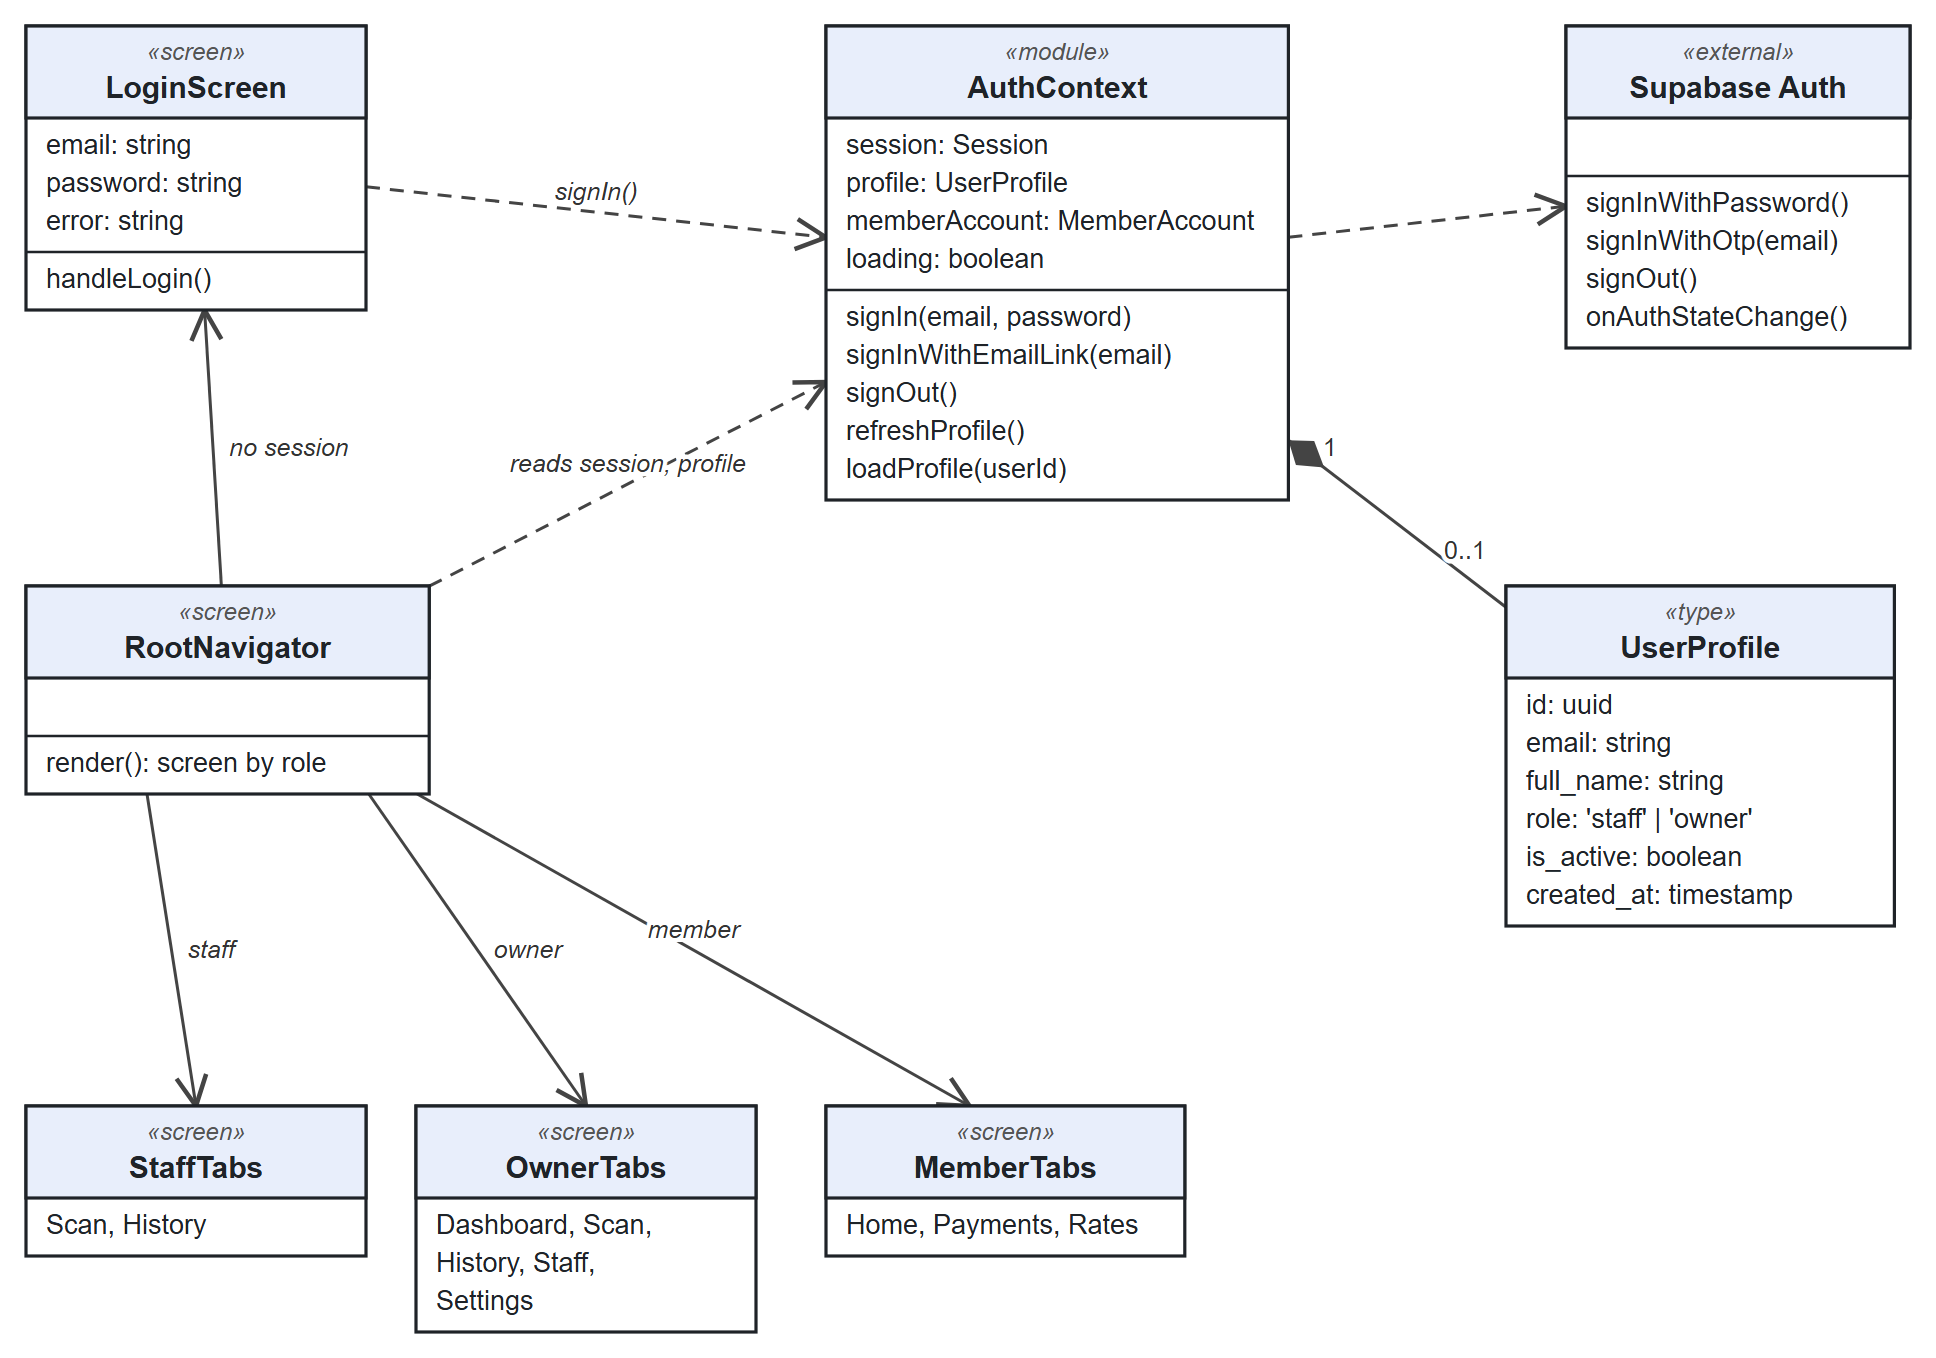 «screen»
LoginScreen
email: string
password: string
error: string
handleLogin()
signIn()
«module»
AuthContext
session: Session
profile: UserProfile
memberAccount: MemberAccount
loading: boolean
signIn(email, password)
signInWithEmailLink(email)
signOut()
refreshProfile()
loadProfile(userId)
«external»
Supabase Auth
signInWithPassword()
signInWithOtp(email)
signOut()
onAuthStateChange()
no session
reads session, profile
1
0..1
«screen»
RootNavigator
render(): screen by role
«type»
UserProfile
id: uuid
email: string
full_name: string
role: 'staff' | 'owner'
is_active: boolean
created_at: timestamp
staff
owner
member
«screen»
StaffTabs
Scan, History
«screen»
OwnerTabs
Dashboard, Scan,
History, Staff,
Settings
«screen»
MemberTabs
Home, Payments, Rates